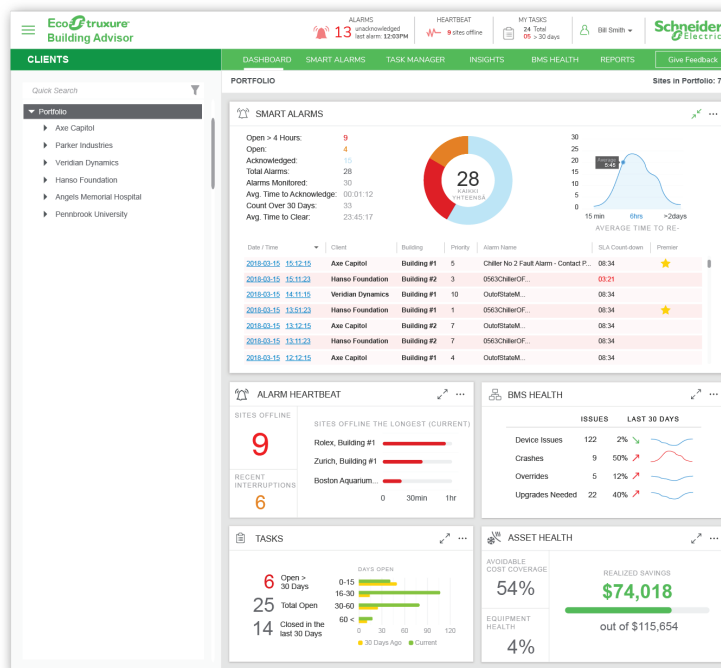 EcoStruxure
Building Advisor
ALARMS
13 unacknowledged
last alarm: 12:03PM
HEARTBEAT
9 sites offline
MY TASKS
24 Total
05 > 30 days
Bill Smith
Schneider
Electric
CLIENTS
DASHBOARD SMART ALARMS TASK MANAGER INSIGHTS BMS HEALTH REPORTS Give Feedback
PORTFOLIO Sites in Portfolio: 7
Quick Search
Portfolio
Axe Capitol
Parker Industries
Veridian Dynamics
Hanso Foundation
Angels Memorial Hospital
Pennbrook University
SMART ALARMS
Open > 4 Hours: 9
Open: 4
Acknowledged: 15
Total Alarms: 28
Alarms Monitored: 30
Avg. Time to Acknowledge: 00:01:12
Count Over 30 Days: 33
Avg. Time to Clear: 23:45:17
28
KAIKKI
YHTEENSÄ
30
25
20
15
10
5
0
Average
5:45
15 min 6hrs >2days
AVERAGE TIME TO RE-
Date / Time Client Building Priority Alarm Name SLA Count-down Premier
2018-03-15 15:12:15 Axe Capitol Building #1 5 Chiller No 2 Fault Alarm - Contact P... 08:34
2018-03-15 15:11:23 Hanso Foundation Building #2 3 0563ChillerOF... 03:21
2018-03-15 14:11:15 Veridian Dynamics Building #1 10 OutofStateM... 08:34
2018-03-15 13:51:23 Hanso Foundation Building #1 1 0563ChillerOF... 08:34
2018-03-15 13:12:15 Axe Capitol Building #2 7 OutofStateM... 08:34
2018-03-15 13:11:23 Hanso Foundation Building #2 7 0563ChillerOF... 08:34
2018-03-15 12:12:15 Axe Capitol Building #1 4 OutofStateM... 08:34
ALARM HEARTBEAT
SITES OFFLINE
9
RECENT
INTERRUPTIONS
6
SITES OFFLINE THE LONGEST (CURRENT)
Rolex, Building #1
Zurich, Building #1
Boston Aquarium...
0 30min 1hr
BMS HEALTH
ISSUES LAST 30 DAYS
Device Issues 122 2%
Crashes 9 50%
Overrides 5 12%
Upgrades Needed 22 40%
TASKS
6 Open >
30 Days
25 Total Open
14 Closed in the
last 30 Days
DAYS OPEN
0-15
16-30
30-60
60 <
0 30 60 90 120
30 Days Ago Current
ASSET HEALTH
AVOIDABLE
COST COVERAGE
54%
EQUIPMENT
HEALTH
4%
REALIZED SAVINGS
$74,018
out of $115,654